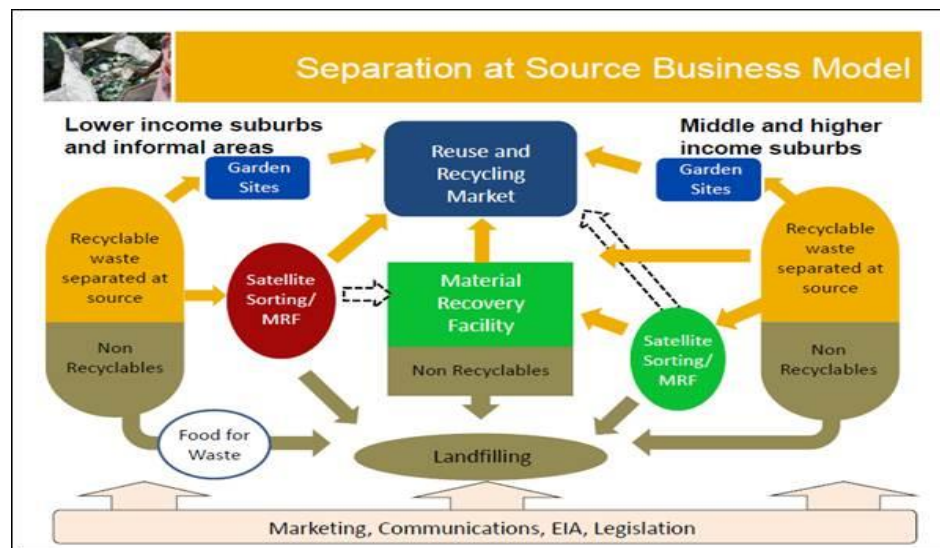 Separation at Source Business Model
Lower income suburbs
and informal areas
Middle and higher
income suburbs
Garden
Sites
Reuse and
Recycling
Market
Garden
Sites
Recyclable
waste
separated at
source
Non
Recyclables
Satellite
Sorting/
MRF
Material
Recovery
Facility
Non Recyclables
Satellite
Sorting/
MRF
Recyclable
waste
separated at
source
Non
Recyclables
Food for
Waste
Landfilling
Marketing, Communications, EIA, Legislation